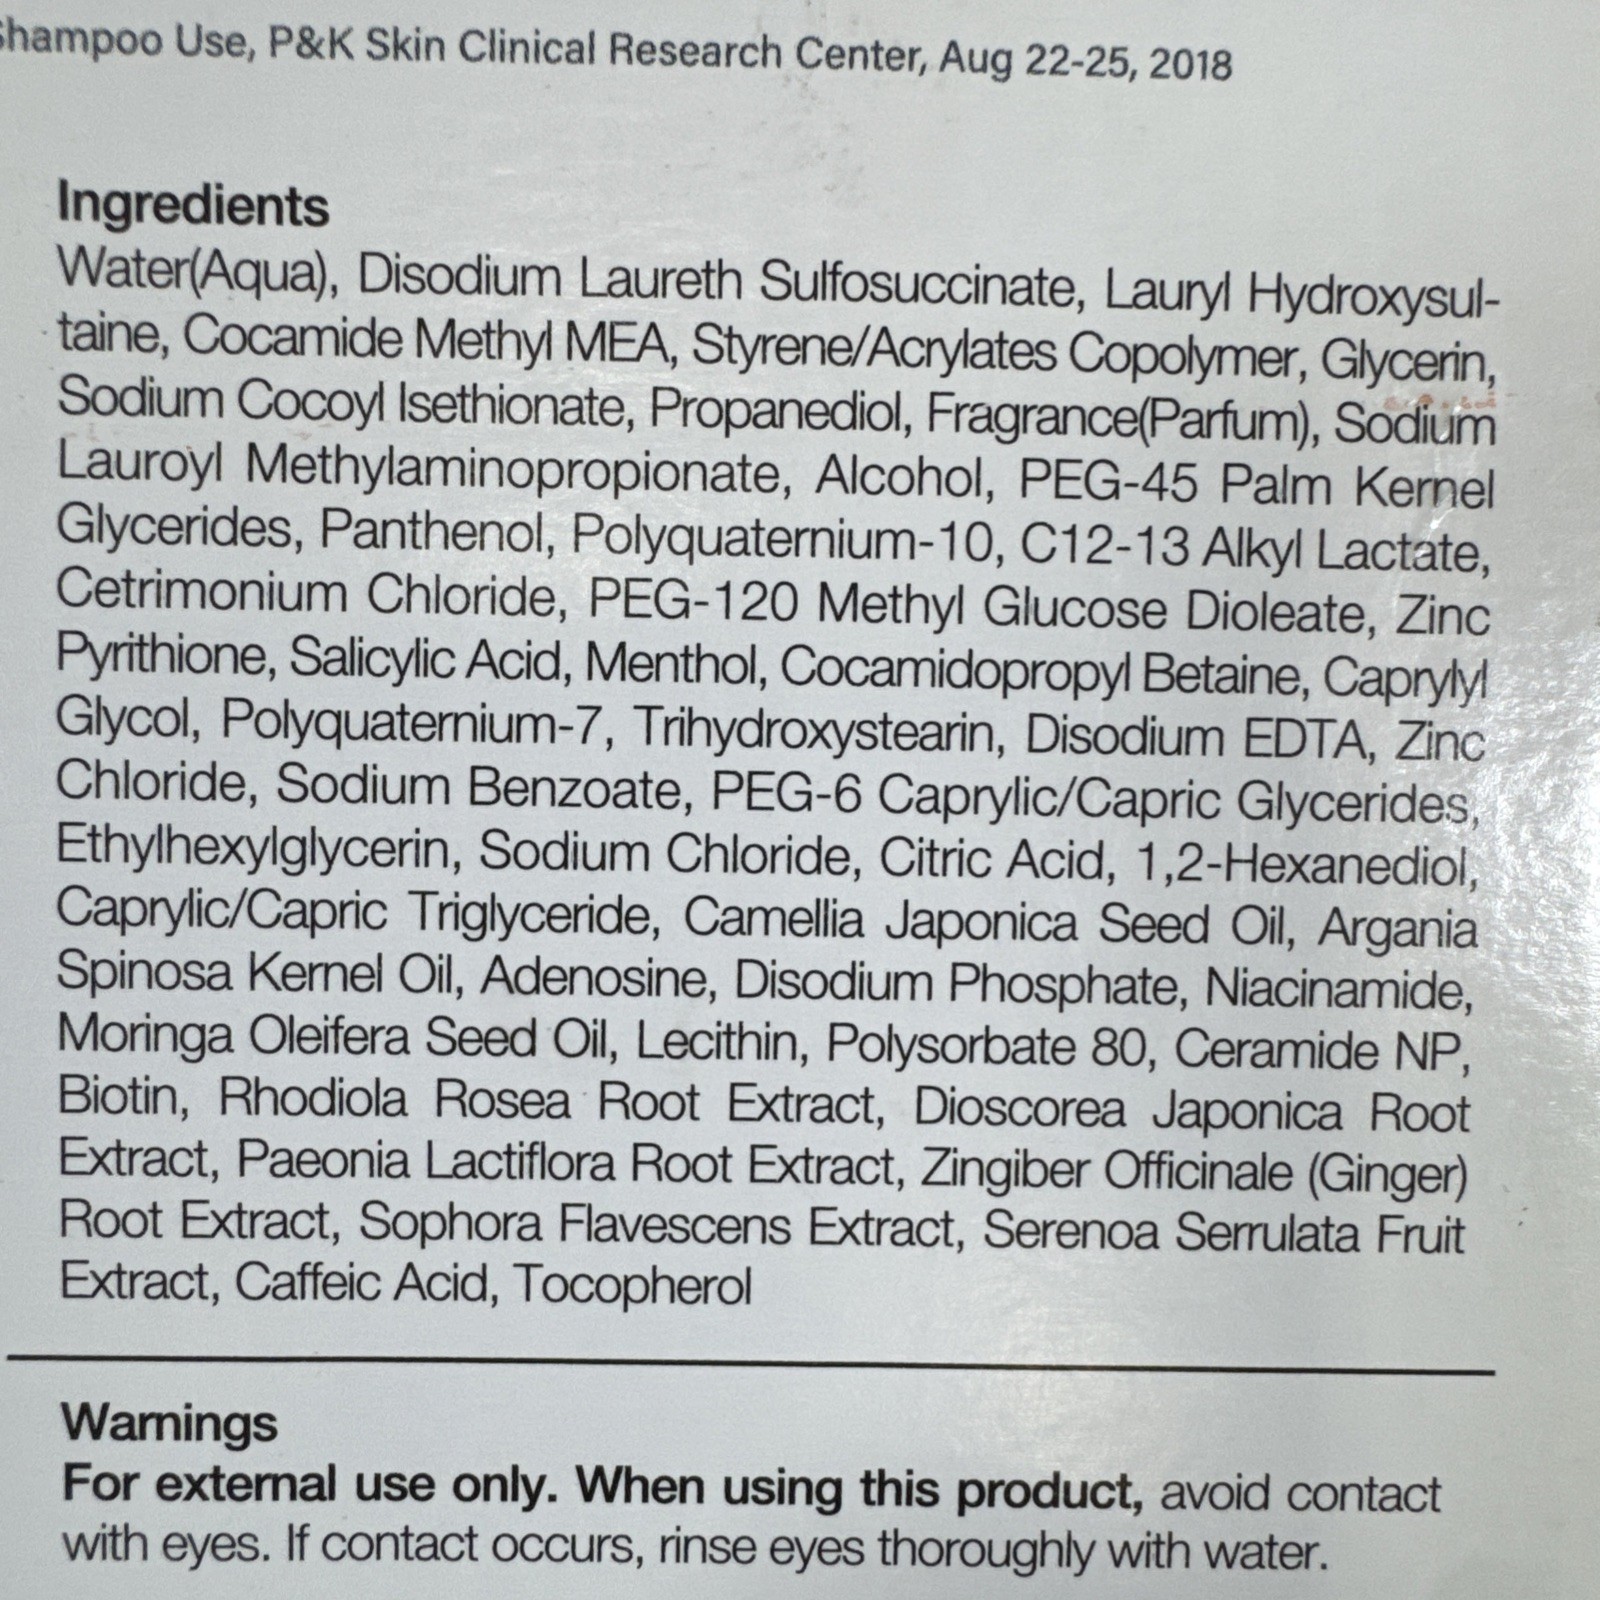 Shampoo Use, P&K Skin Clinical Research Center, Aug 22-25, 2018
Ingredients
Water(Aqua), Disodium Laureth Sulfosuccinate, Lauryl Hydroxysul-
taine, Cocamide Methyl MEA, Styrene/Acrylates Copolymer, Glycerin,
Sodium Cocoyl Isethionate, Propanediol, Fragrance(Parfum), Sodium
Lauroyl Methylaminopropionate, Alcohol, PEG-45 Palm Kernel
Glycerides, Panthenol, Polyquaternium-10, C12-13 Alkyl Lactate,
Cetrimonium Chloride, PEG-120 Methyl Glucose Dioleate, Zinc
Pyrithione, Salicylic Acid, Menthol, Cocamidopropyl Betaine, Caprylyl
Glycol, Polyquaternium-7, Trihydroxystearin, Disodium EDTA, Zinc
Chloride, Sodium Benzoate, PEG-6 Caprylic/Capric Glycerides,
Ethylhexylglycerin, Sodium Chloride, Citric Acid, 1,2-Hexanediol,
Caprylic/Capric Triglyceride, Camellia Japonica Seed Oil, Argania
Spinosa Kernel Oil, Adenosine, Disodium Phosphate, Niacinamide,
Moringa Oleifera Seed Oil, Lecithin, Polysorbate 80, Ceramide NP,
Biotin, Rhodiola Rosea Root Extract, Dioscorea Japonica Root
Extract, Paeonia Lactiflora Root Extract, Zingiber Officinale (Ginger)
Root Extract, Sophora Flavescens Extract, Serenoa Serrulata Fruit
Extract, Caffeic Acid, Tocopherol
Warnings
For external use only. When using this product, avoid contact
with eyes. If contact occurs, rinse eyes thoroughly with water.